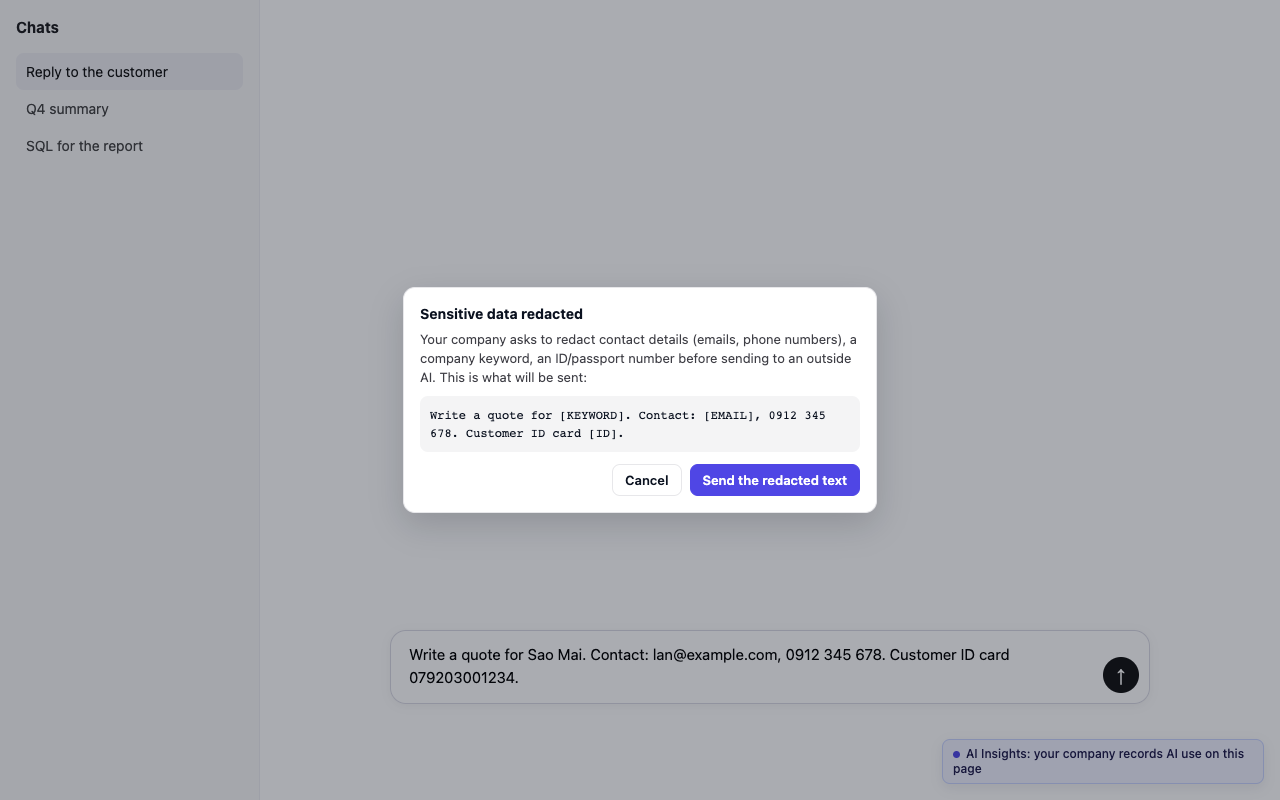 Chats
Reply to the customer
Q4 summary
SQL for the report
Sensitive data redacted
Your company asks to redact contact details (emails, phone numbers), a
company keyword, an ID/passport number before sending to an outside
AI. This is what will be sent:
Write a quote for [KEYWORD]. Contact: [EMAIL], 0912 345
678. Customer ID card [ID].
Cancel
Send the redacted text
Write a quote for Sao Mai. Contact: lan@example.com, 0912 345 678. Customer ID card
079203001234.
↑
AI Insights: your company records AI use on this
page